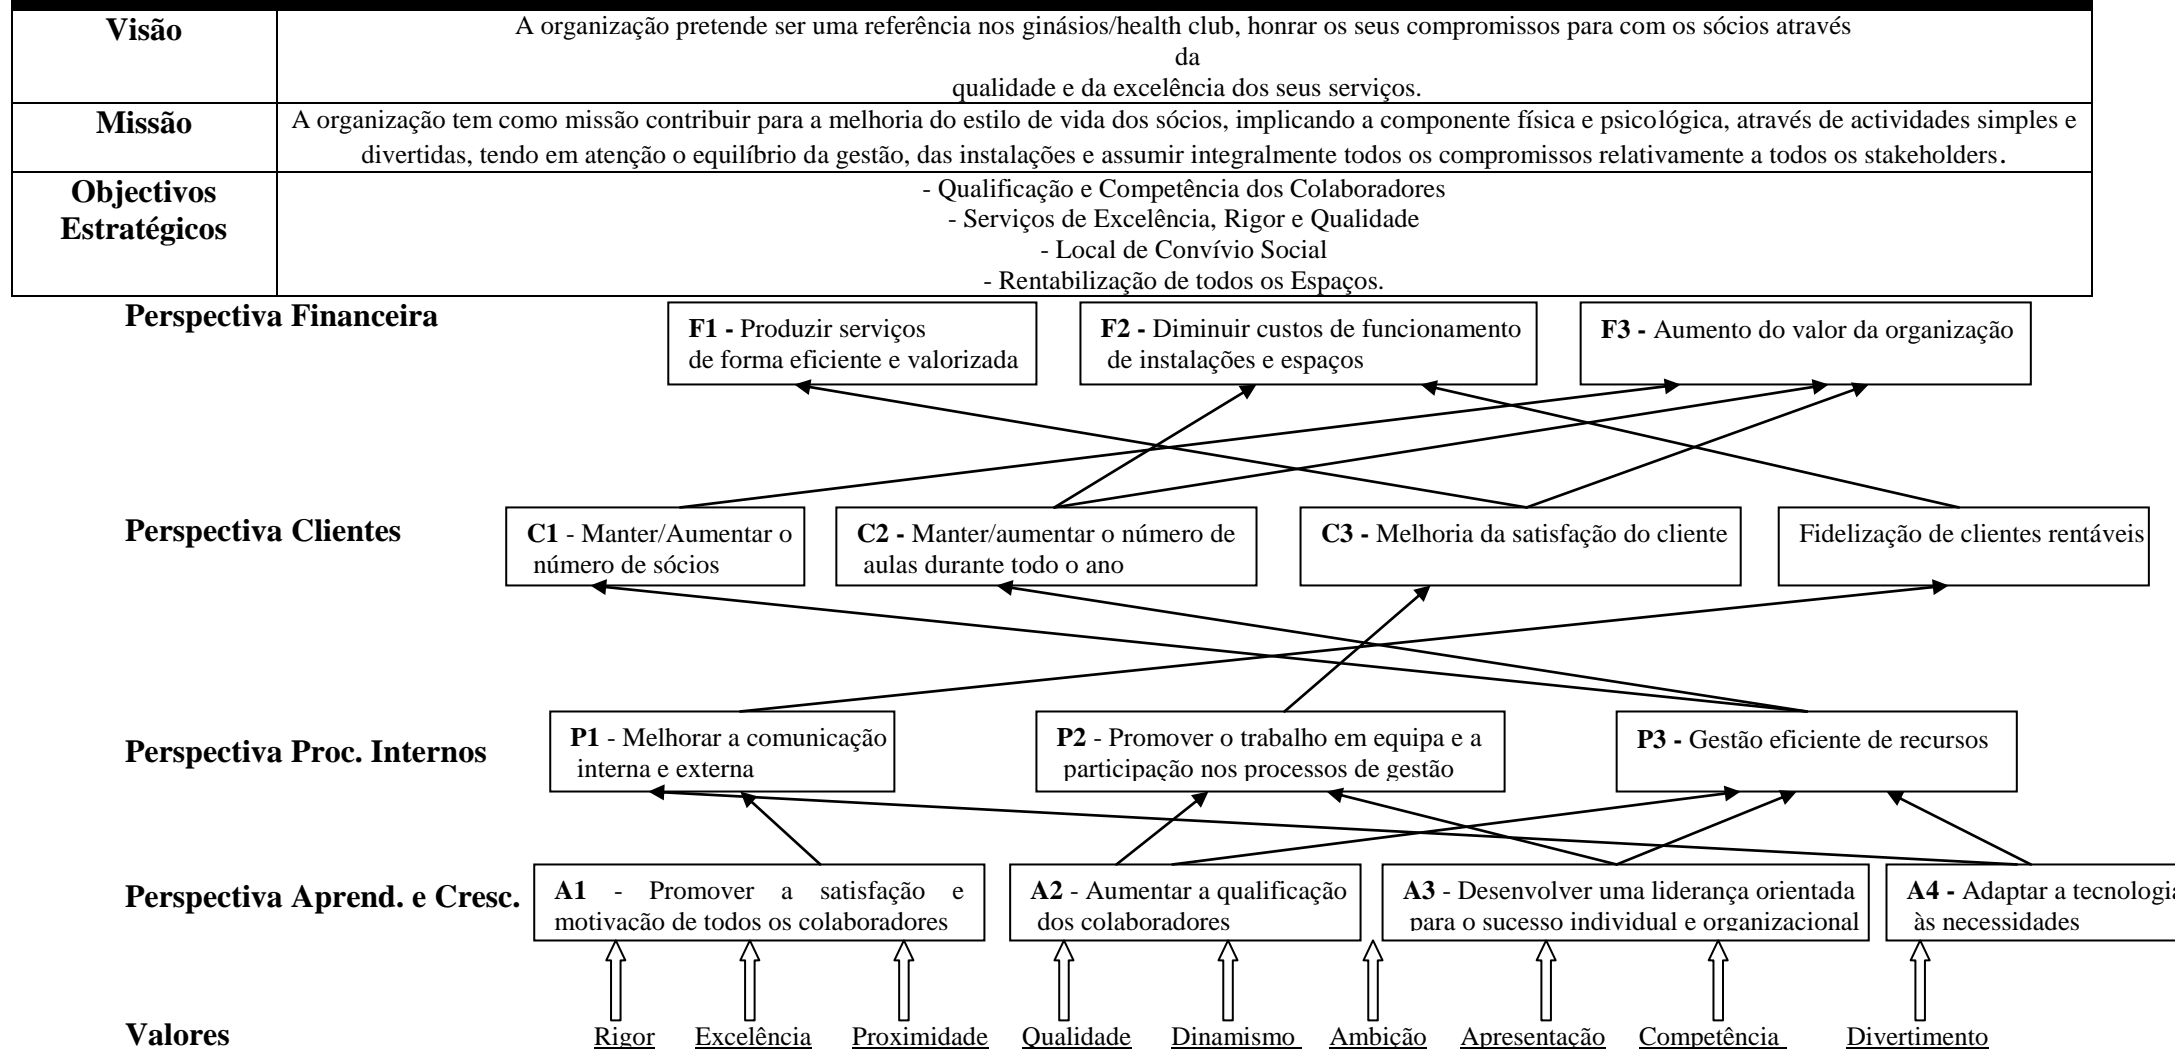 Visão
A organização pretende ser uma referência nos ginásios/health club, honrar os seus compromissos para com os sócios através
da
qualidade e da excelência dos seus serviços.
Missão
A organização tem como missão contribuir para a melhoria do estilo de vida dos sócios, implicando a componente física e psicológica, através de actividades simples e
divertidas, tendo em atenção o equilíbrio da gestão, das instalações e assumir integralmente todos os compromissos relativamente a todos os stakeholders.
Objectivos
Estratégicos
- Qualificação e Competência dos Colaboradores
- Serviços de Excelência, Rigor e Qualidade
- Local de Convívio Social
- Rentabilização de todos os Espaços.
Perspectiva Financeira
F1 - Produzir serviços
de forma eficiente e valorizada
F2 - Diminuir custos de funcionamento
de instalações e espaços
F3 - Aumento do valor da organização
Perspectiva Clientes
C1 - Manter/Aumentar o
número de sócios
C2 - Manter/aumentar o número de
aulas durante todo o ano
C3 - Melhoria da satisfação do cliente
Fidelização de clientes rentáveis
Perspectiva Proc. Internos
P1 - Melhorar a comunicação
interna e externa
P2 - Promover o trabalho em equipa e a
participação nos processos de gestão
P3 - Gestão eficiente de recursos
Perspectiva Aprend. e Cresc.
A1 - Promover a satisfação e
motivação de todos os colaboradores
A2 - Aumentar a qualificação
dos colaboradores
A3 - Desenvolver uma liderança orientada
para o sucesso individual e organizacional
A4 - Adaptar a tecnologia
às necessidades
Valores
Rigor Excelência Proximidade Qualidade Dinamismo Ambição Apresentação Competência Divertimento